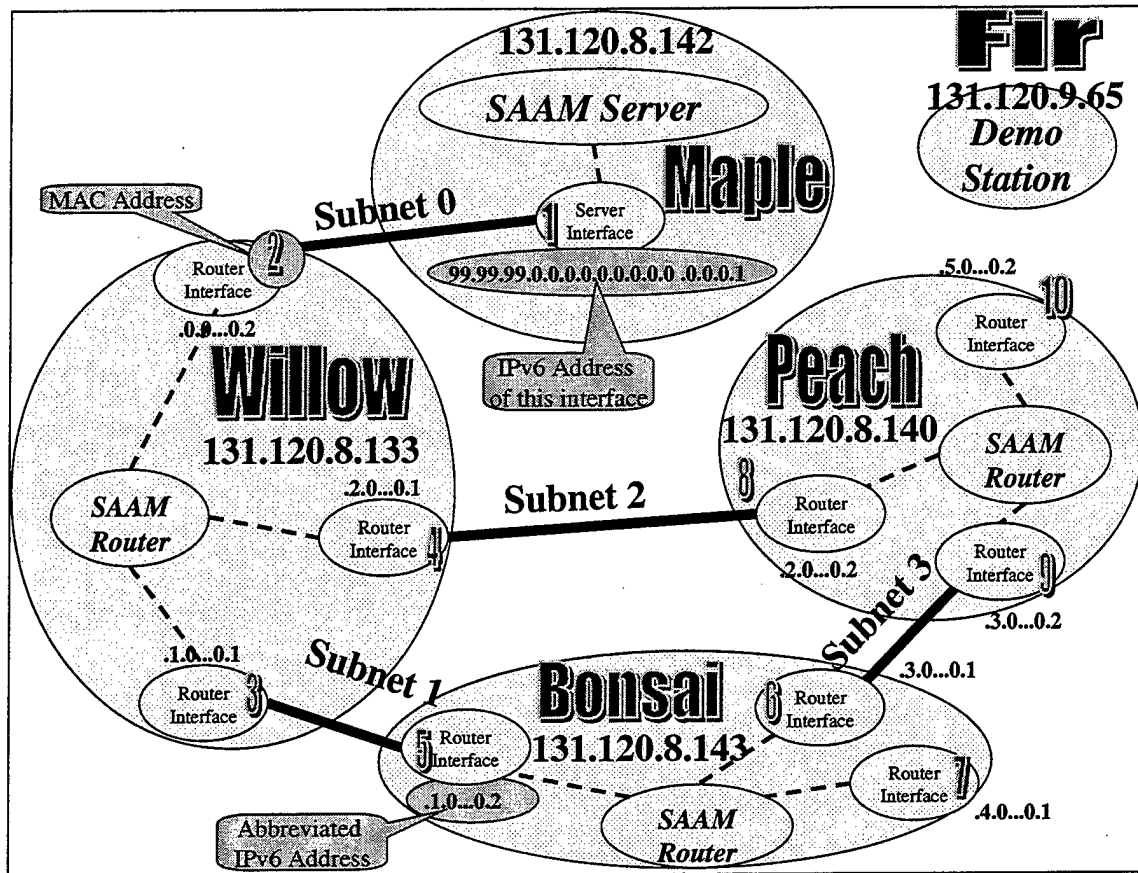 131.120.8.142
SAAM Server
Maple
1
Server
Interface
99.99.99.0.0.0.0.0.0.0.0.0 .0.0.0.1
IPv6 Address
of this interface
Fir
131.120.9.65
Demo
Station
MAC Address
Subnet 0
2
Router
Interface
.0.0...0.2
Willow
131.120.8.133
SAAM
Router
.2.0...0.1
Router
Interface
4
.1.0...0.1
Router
Interface
3
Subnet 2
Subnet 1
.5.0...0.2
10
Router
Interface
Peach
131.120.8.140
SAAM
Router
8
Router
Interface
.2.0...0.2
Router
Interface
9
.3.0...0.2
Subnet 3
.3.0...0.1
Bonsai
131.120.8.143
5
Router
Interface
.1.0...0.2
Abbreviated
IPv6 Address
6
Router
Interface
Router
Interface
7
.4.0...0.1
SAAM
Router